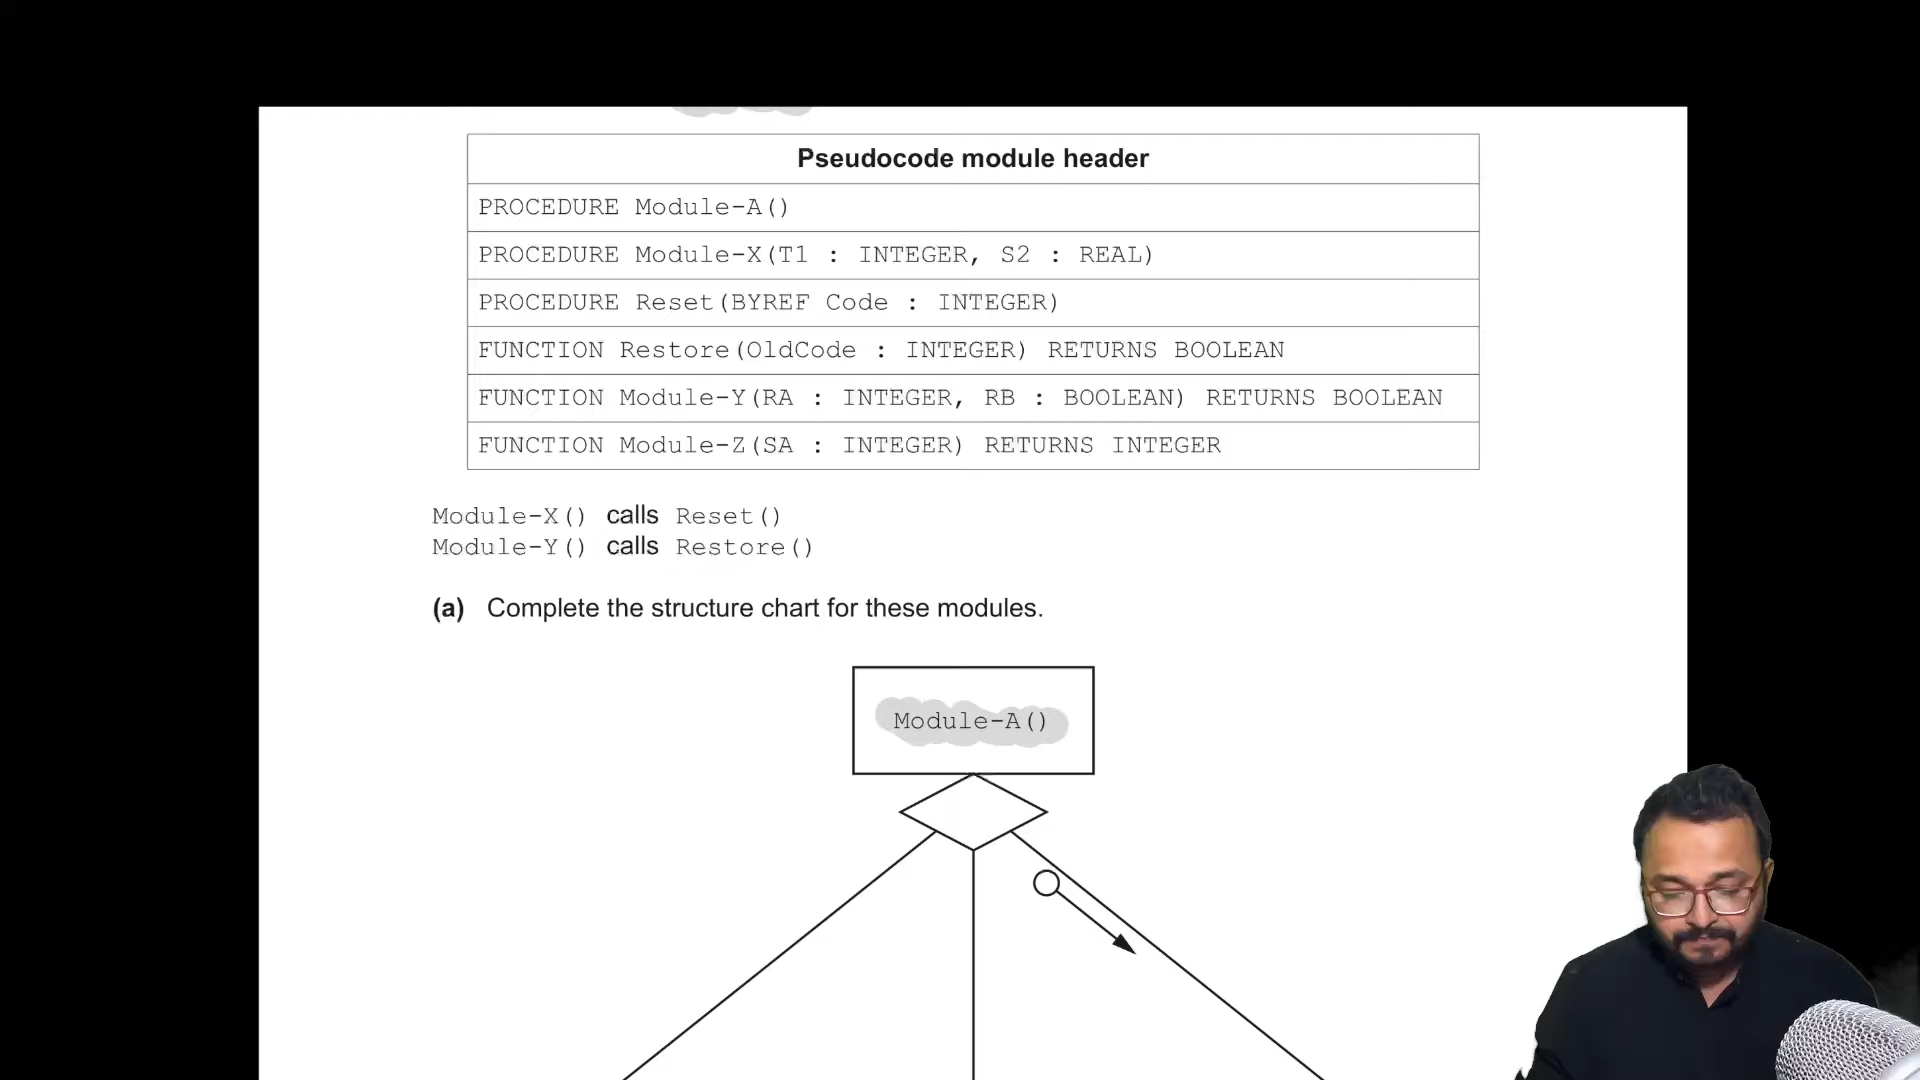 Pseudocode module header
PROCEDURE Module-A()
PROCEDURE Module-X(T1 : INTEGER, S2 : REAL)
PROCEDURE Reset(BYREF Code : INTEGER)
FUNCTION Restore(OldCode : INTEGER) RETURNS BOOLEAN
FUNCTION Module-Y(RA : INTEGER, RB : BOOLEAN) RETURNS BOOLEAN
FUNCTION Module-Z(SA : INTEGER) RETURNS INTEGER
Module-X() calls Reset()
Module-Y() calls Restore()
(a) Complete the structure chart for these modules.
Module-A()